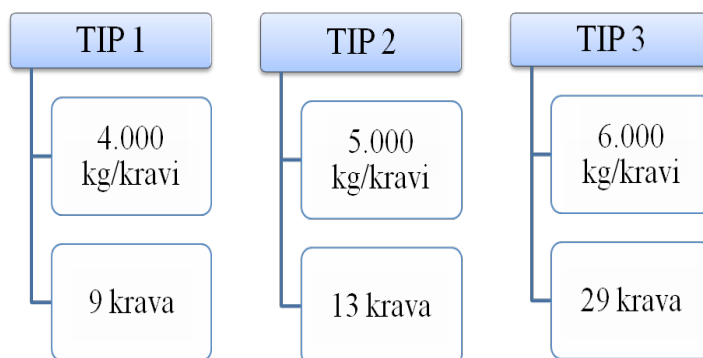 TIP 1
4.000
kg/kravi
9 krava
TIP 2
5.000
kg/kravi
13 krava
TIP 3
6.000
kg/kravi
29 krava